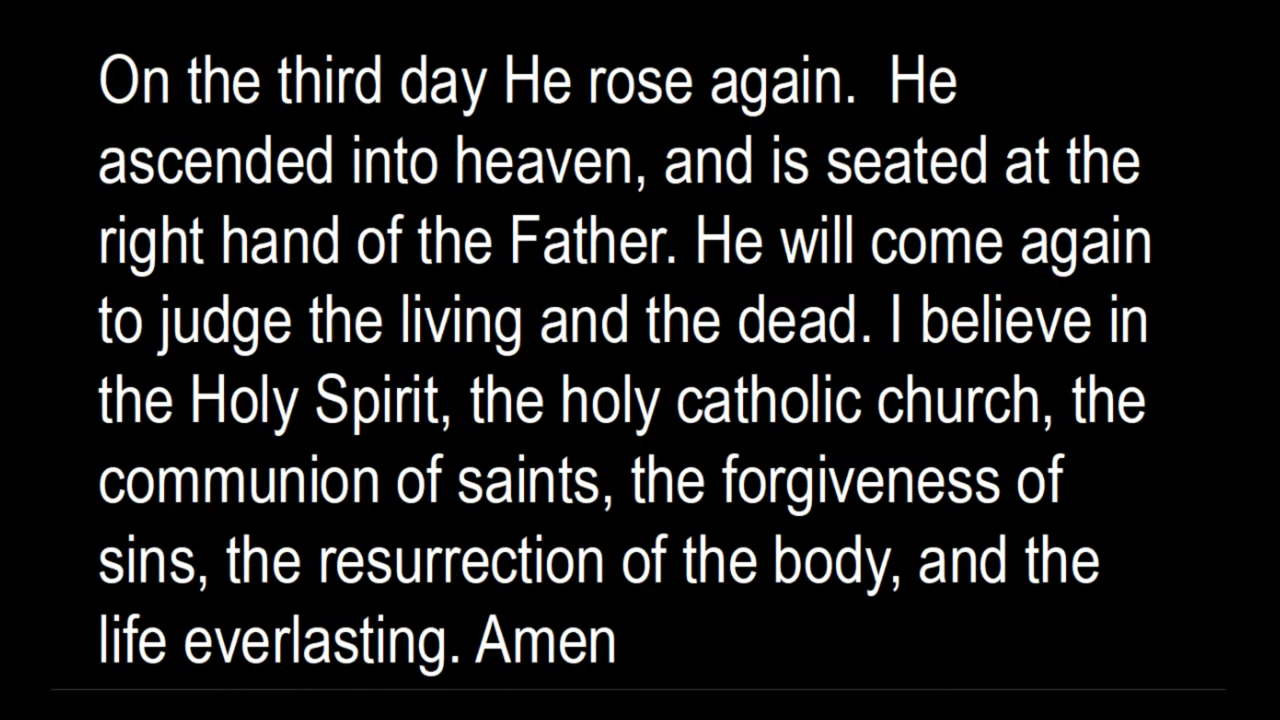 On the third day He rose again.  He
ascended into heaven, and is seated at the
right hand of the Father. He will come again
to judge the living and the dead. I believe in
the Holy Spirit, the holy catholic church, the
communion of saints, the forgiveness of
sins, the resurrection of the body, and the
life everlasting. Amen